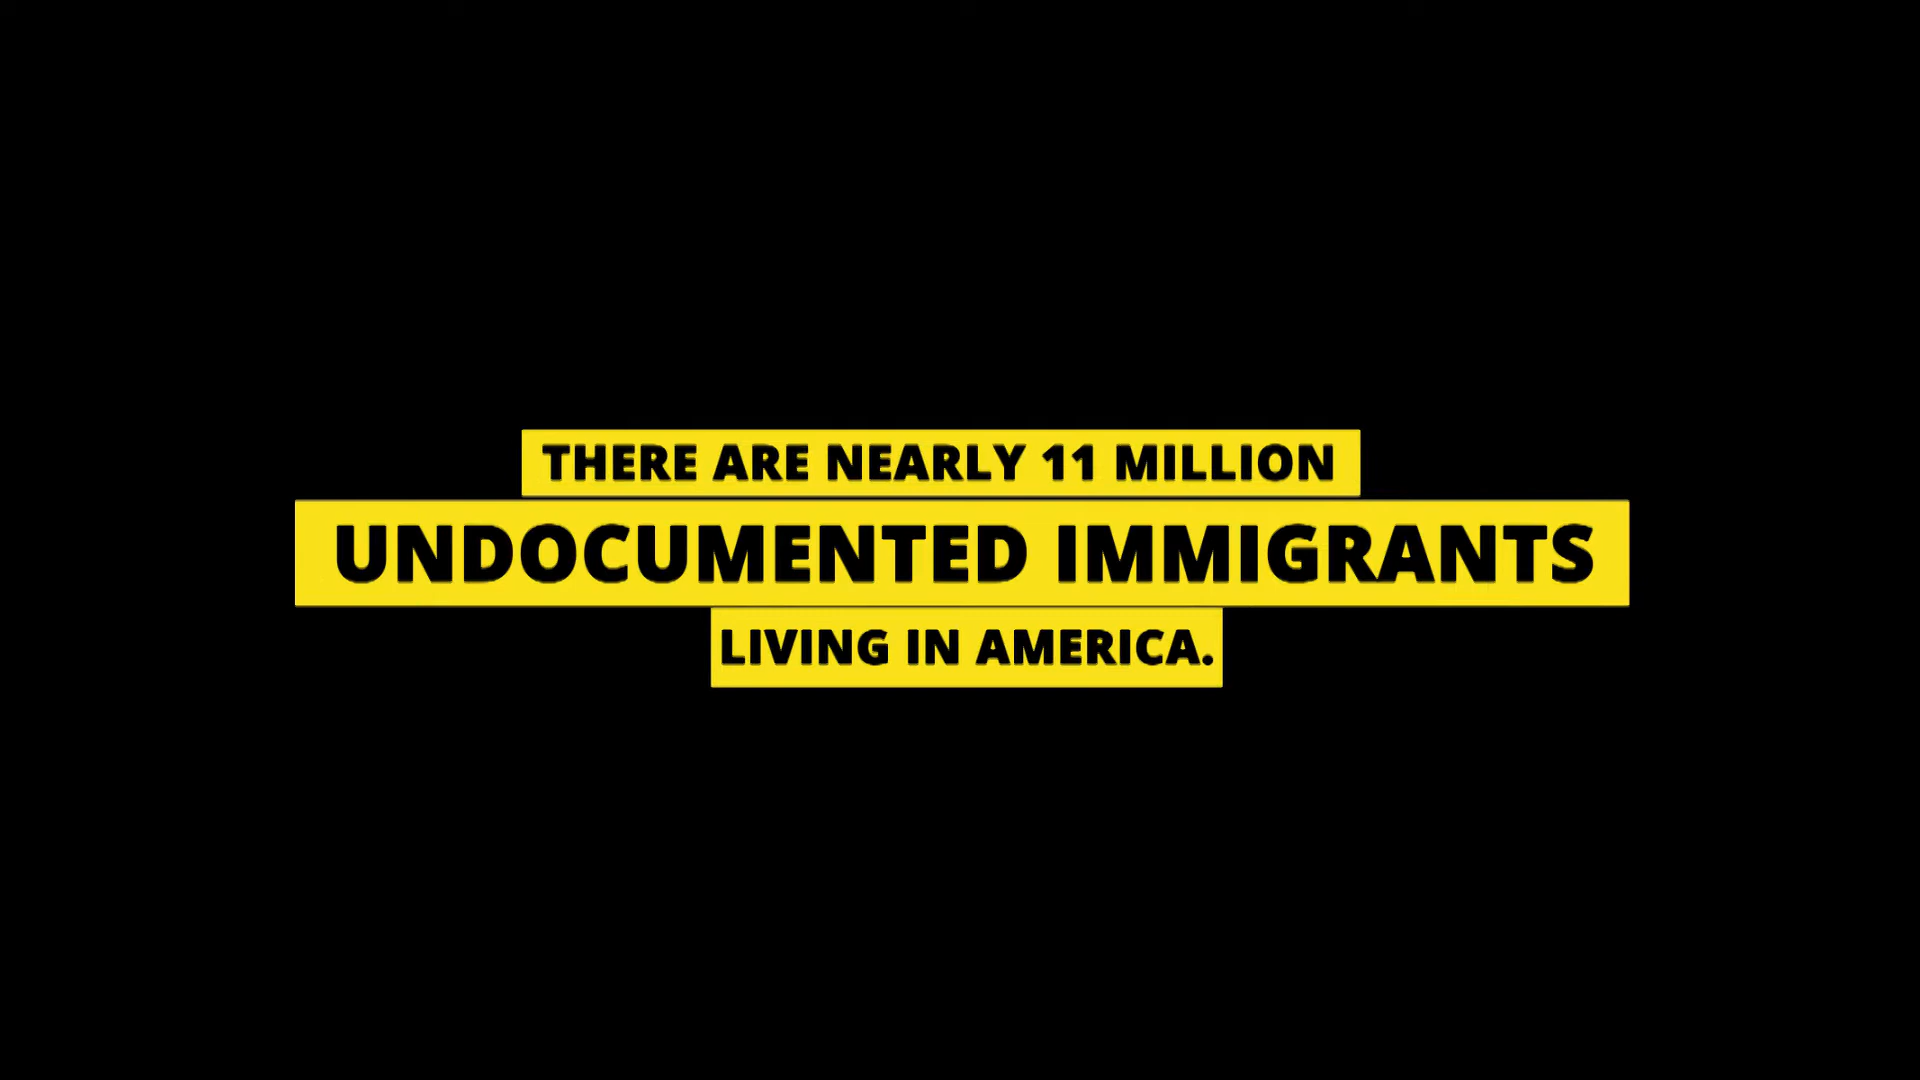 THERE ARE NEARLY 11 MILLION
UNDOCUMENTED IMMIGRANTS
LIVING IN AMERICA.